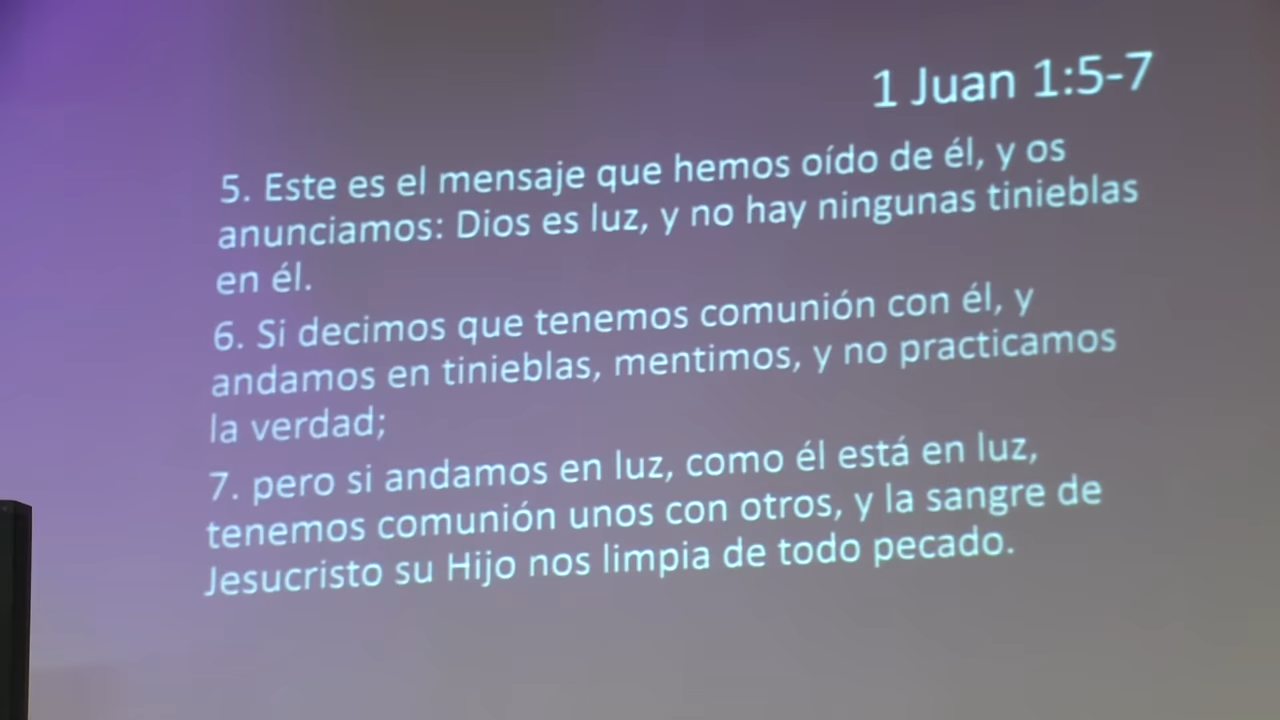 1 Juan 1:5-7
5. Este es el mensaje que hemos oído de él, y os
anunciamos: Dios es luz, y no hay ningunas tinieblas
en él.
6. Si decimos que tenemos comunión con él, y
andamos en tinieblas, mentimos, y no practicamos
la verdad;
7. pero si andamos en luz, como él está en luz,
tenemos comunión unos con otros, y la sangre de
Jesucristo su Hijo nos limpia de todo pecado.